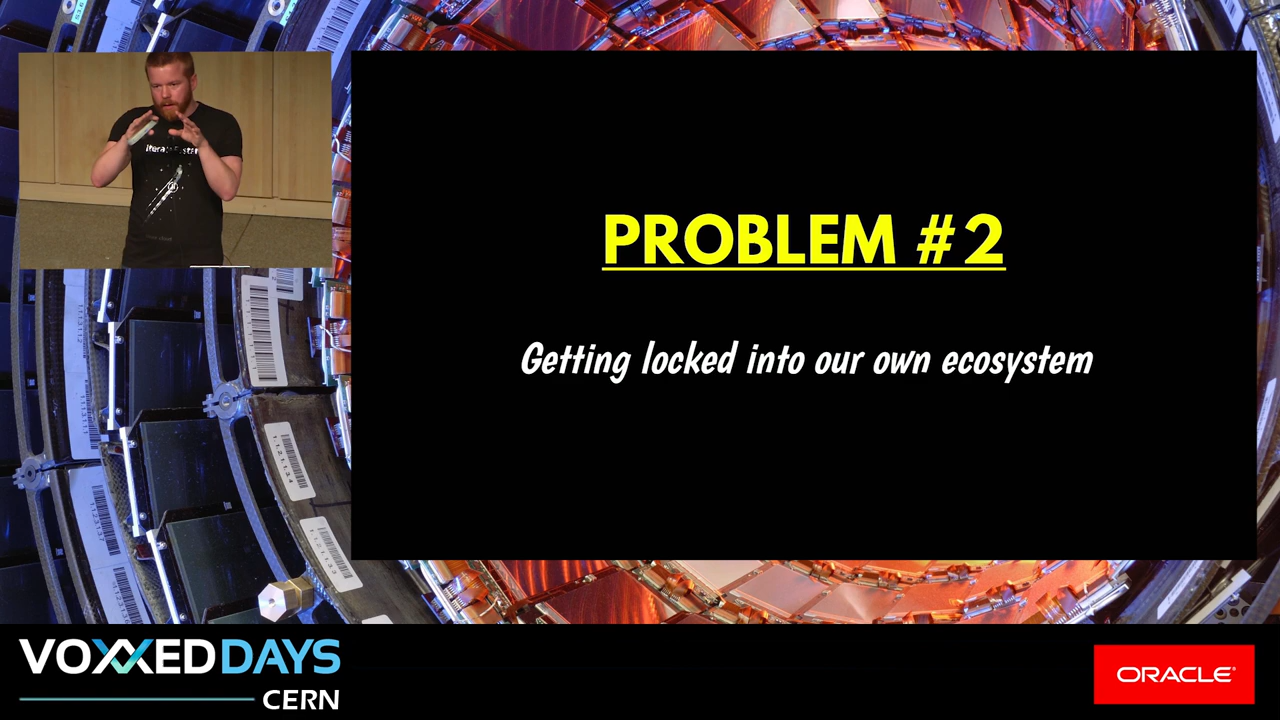 PROBLEM #2
Getting locked into our own ecosystem
VOXXED DAYS
CERN
ORACLE